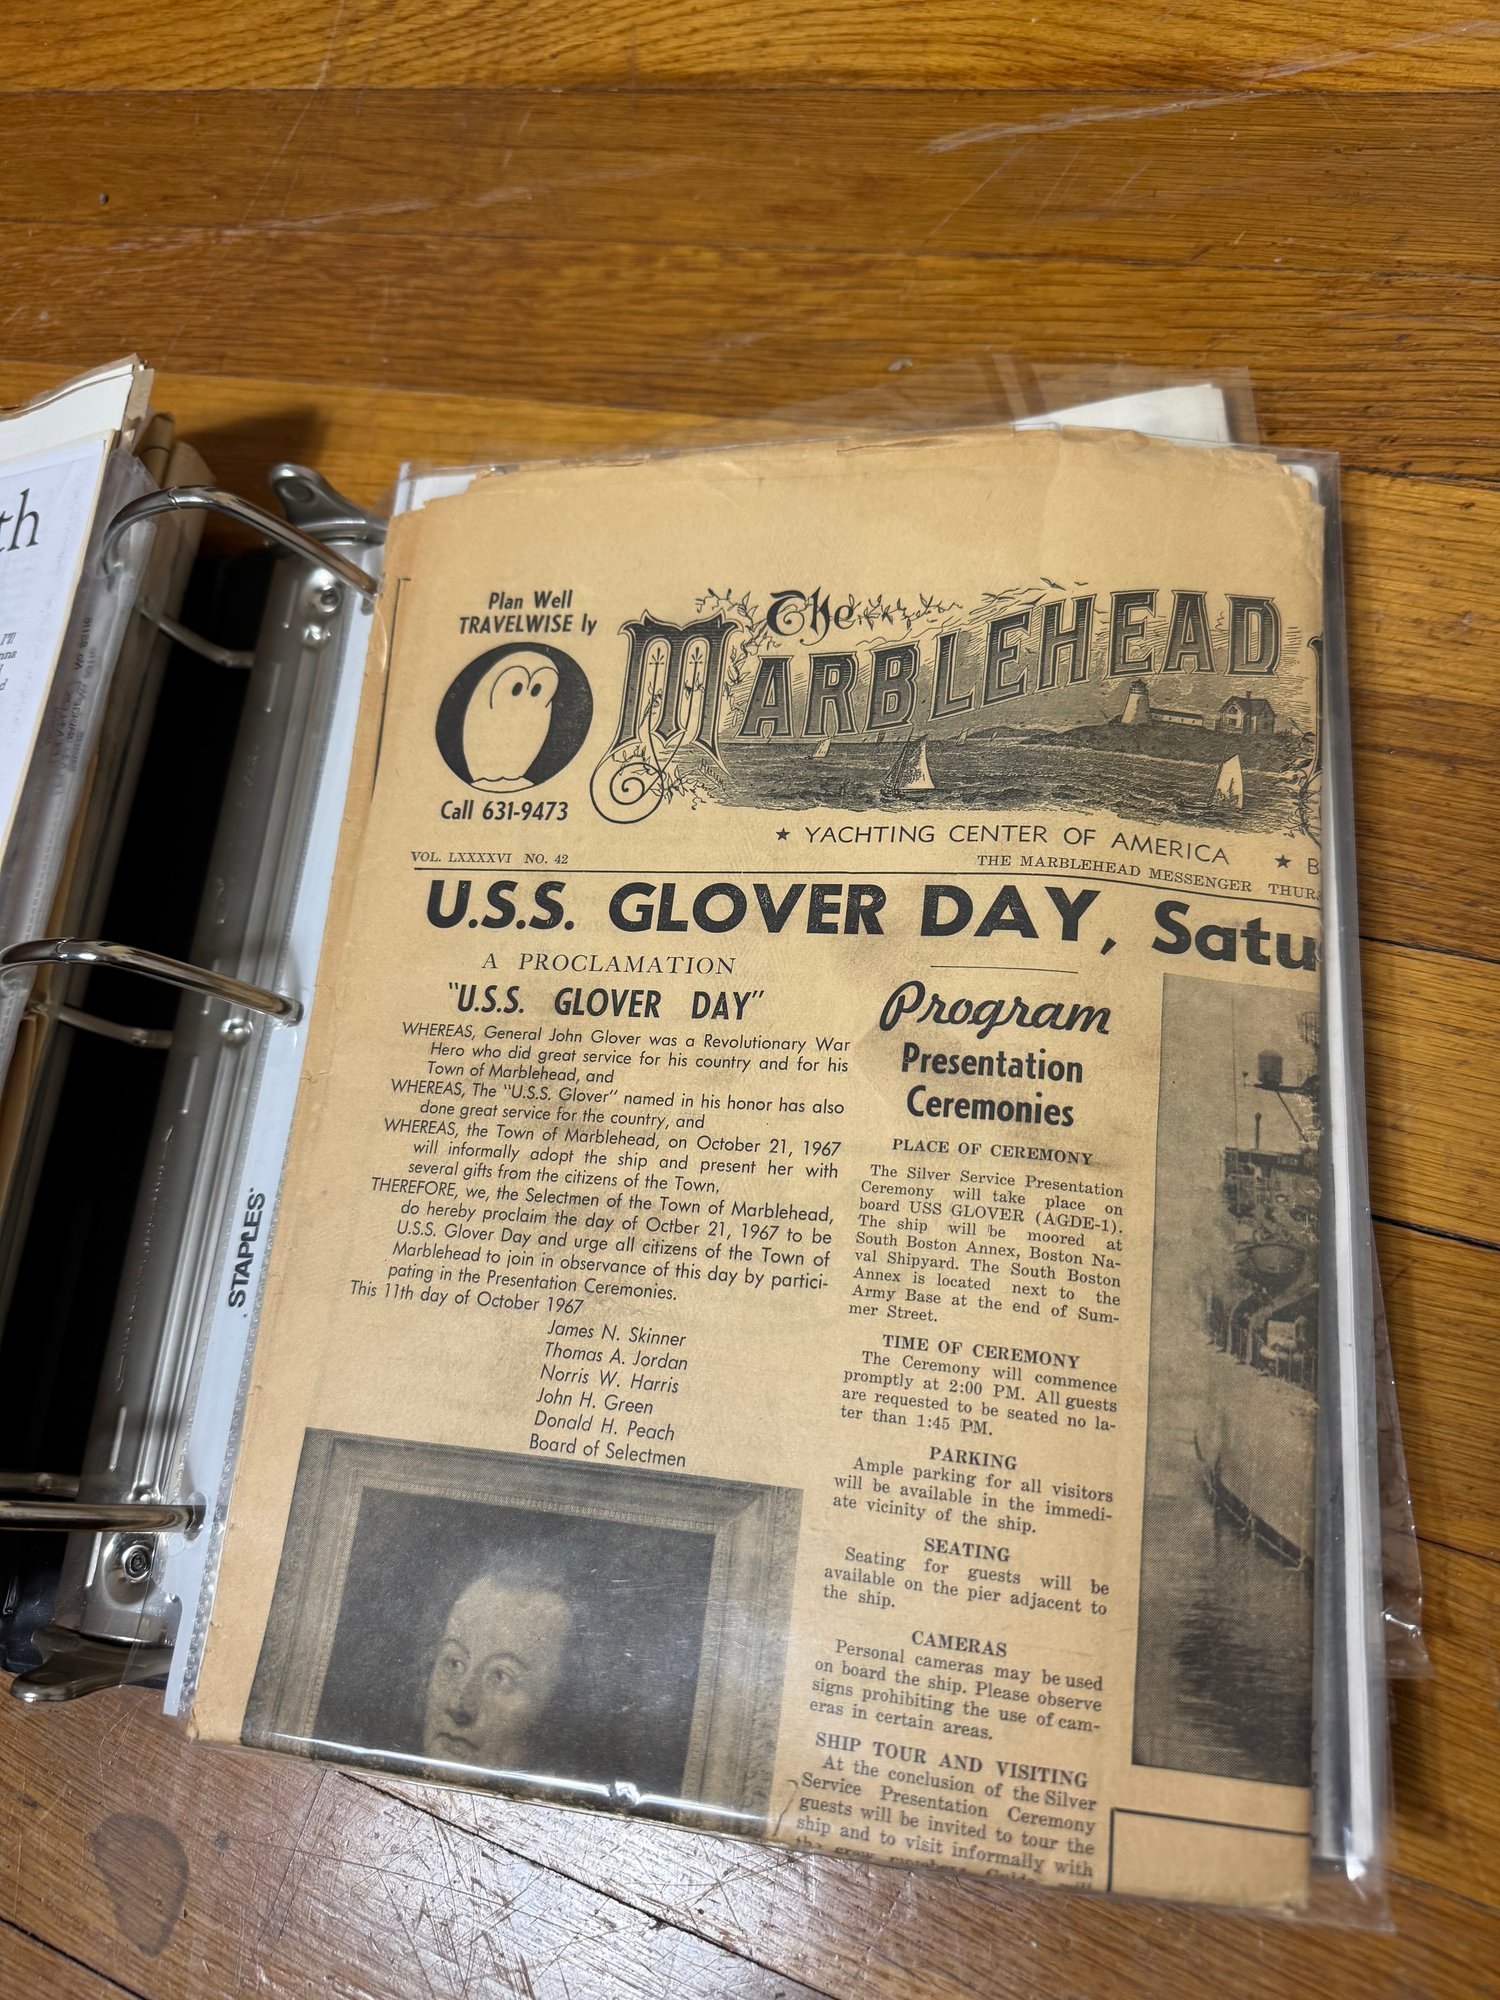 th
STAPLES
Plan Well
TRAVELWISE ly
Call 631-9473
The
MARBLEHEAD
★ YACHTING CENTER OF AMERICA ★ B
VOL. LXXXXVI NO. 42
THE MARBLEHEAD MESSENGER THURS
U.S.S. GLOVER DAY, Satu
A PROCLAMATION
"U.S.S. GLOVER DAY"
WHEREAS, General John Glover was a Revolutionary War
Hero who did great service for his country and for his
Town of Marblehead, and
WHEREAS, The "U.S.S. Glover" named in his honor has also
done great service for the country, and
WHEREAS, the Town of Marblehead, on October 21, 1967
will informally adopt the ship and present her with
several gifts from the citizens of the Town,
THEREFORE, we, the Selectmen of the Town of Marblehead,
do hereby proclaim the day of Octber 21, 1967 to be
U.S.S. Glover Day and urge all citizens of the Town of
Marblehead to join in observance of this day by partici-
pating in the Presentation Ceremonies.
This 11th day of October 1967
James N. Skinner
Thomas A. Jordan
Norris W. Harris
John H. Green
Donald H. Peach
Board of Selectmen
Program
Presentation
Ceremonies
PLACE OF CEREMONY
The Silver Service Presentation
Ceremony will take place on
board USS GLOVER (AGDE-1).
The ship will be moored at
South Boston Annex, Boston Na-
val Shipyard. The South Boston
Annex is located next to the
Army Base at the end of Sum-
mer Street.
TIME OF CEREMONY
The Ceremony will commence
promptly at 2:00 PM. All guests
are requested to be seated no la-
ter than 1:45 PM.
PARKING
Ample parking for all visitors
will be available in the immedi-
ate vicinity of the ship.
SEATING
Seating for guests will be
available on the pier adjacent to
the ship.
CAMERAS
Personal cameras may be used
on board the ship. Please observe
signs prohibiting the use of cam-
eras in certain areas.
SHIP TOUR AND VISITING
At the conclusion of the Silver
Service Presentation Ceremony
guests will be invited to tour the
ship and to visit informally with
the crew members.